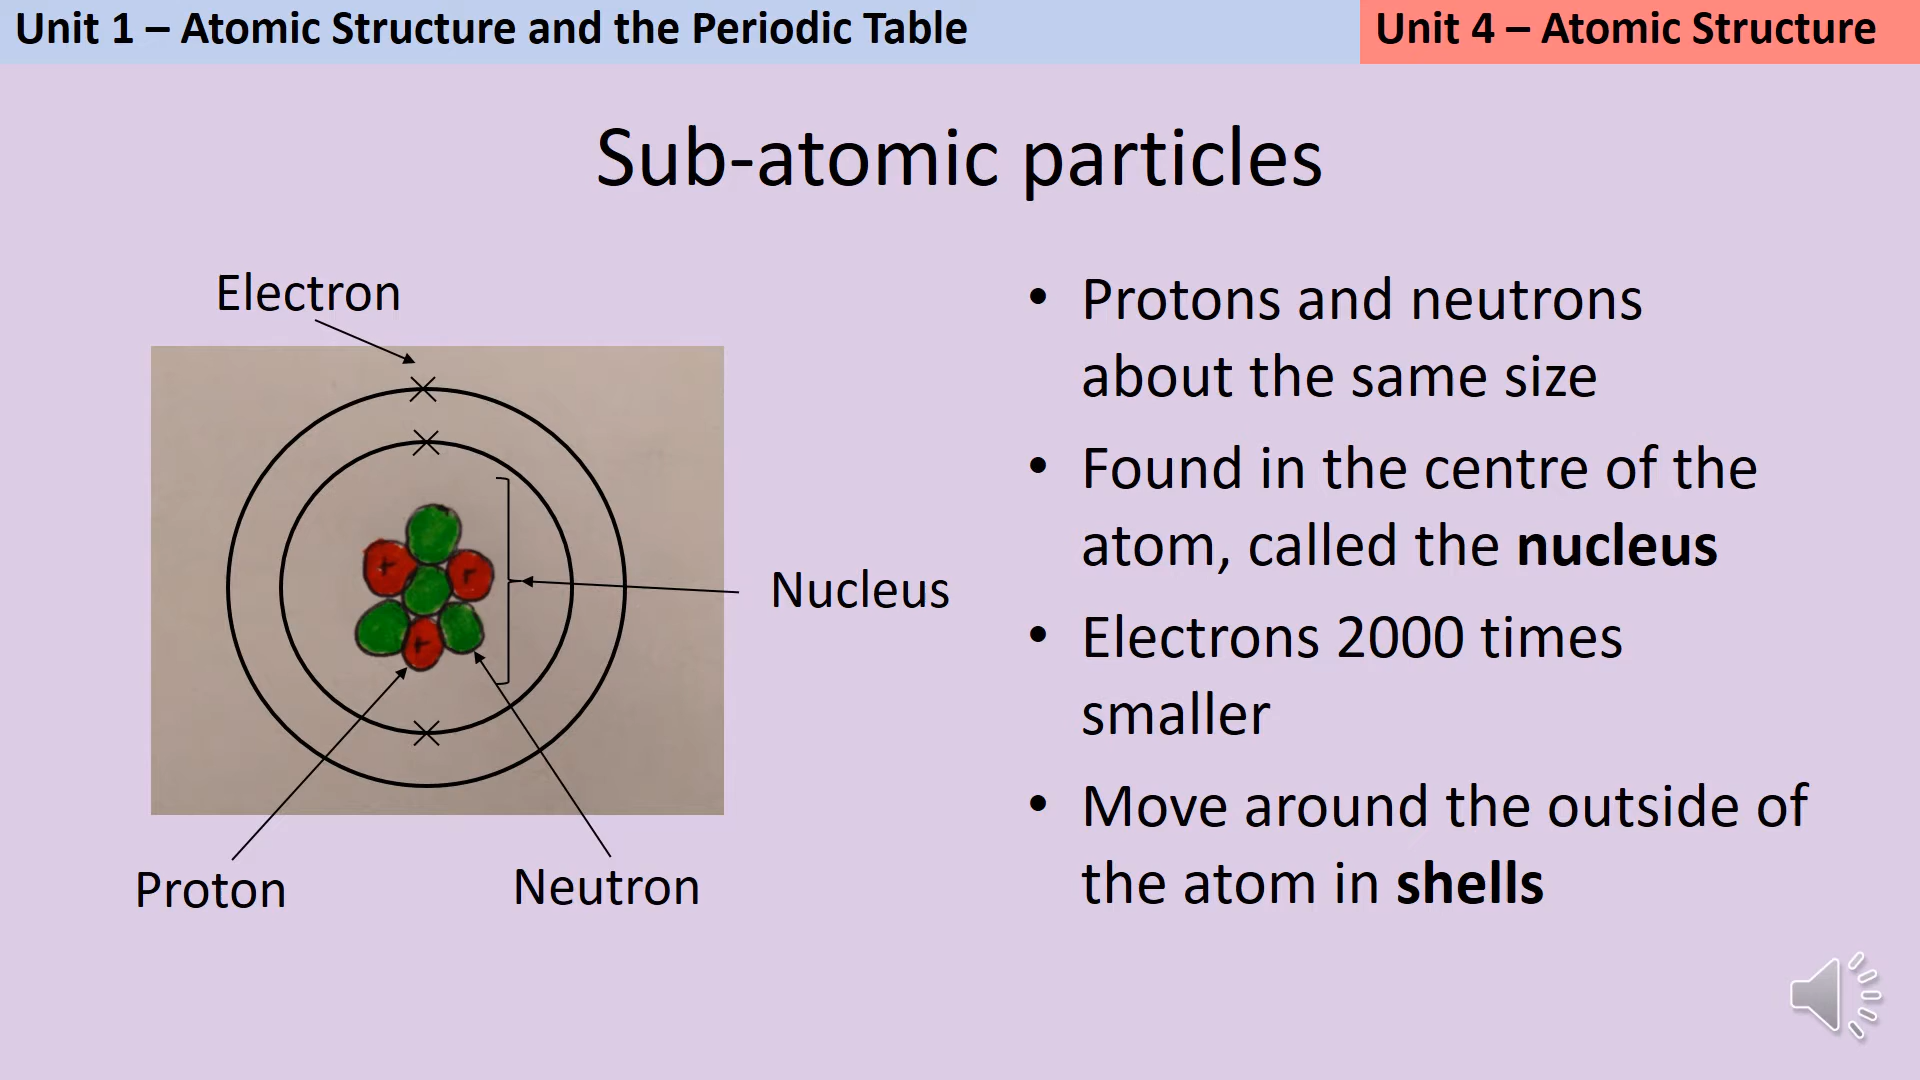 Unit 1 – Atomic Structure and the Periodic Table
Unit 4 – Atomic Structure
Sub-atomic particles
Electron
Nucleus
Proton
Neutron
• Protons and neutrons
about the same size
• Found in the centre of the
atom, called the nucleus
• Electrons 2000 times
smaller
• Move around the outside of
the atom in shells